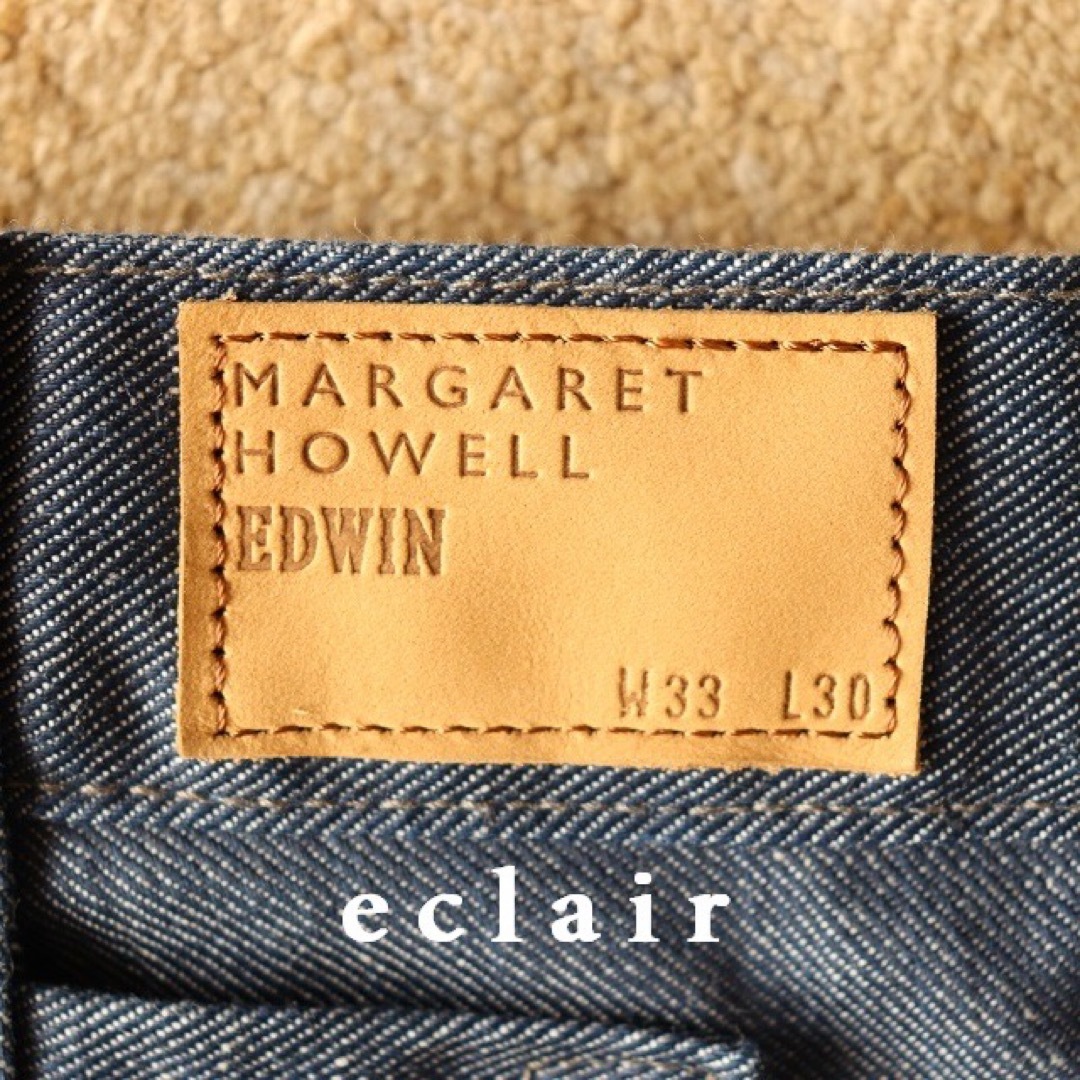 MARGARET
HOWELL
EDWIN
W33 L30
eclair